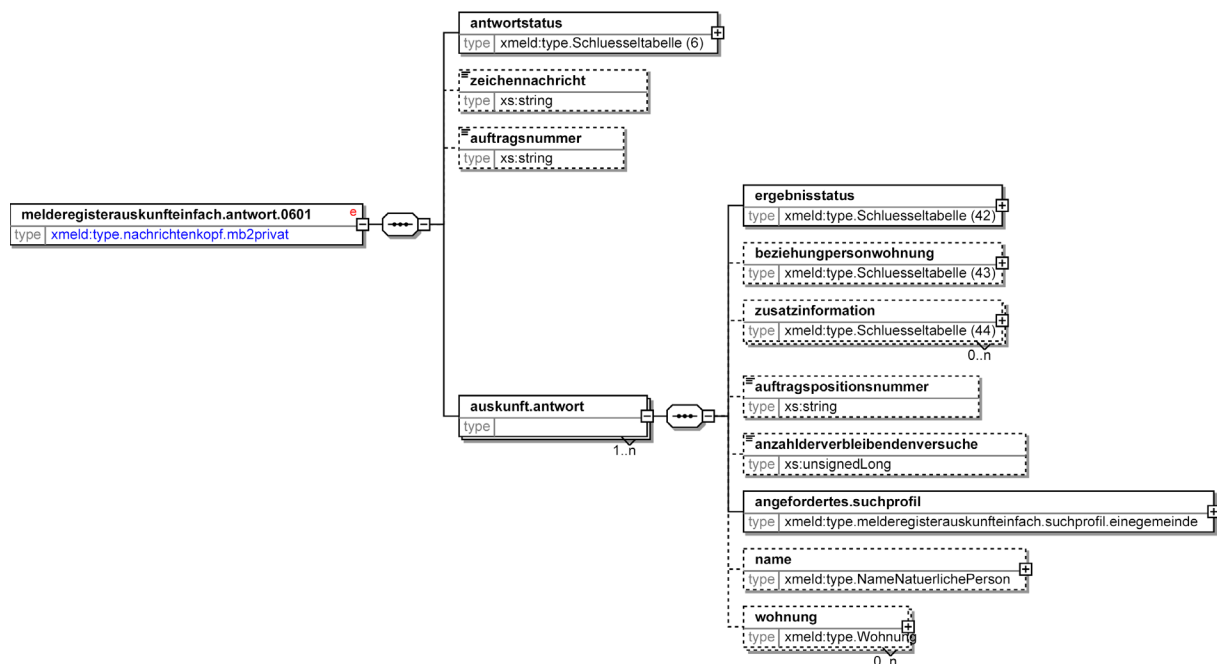 antwortstatus
type xmeld:type.Schluesseltabelle (6)
zeichennachricht
type xs:string
auftragsnummer
type xs:string
melderegisterauskunfteinfach.antwort.0601 e
type xmeld:type.nachrichtenkopf.mb2privat
auskunft.antwort
type
1..n
ergebnisstatus
type xmeld:type.Schluesseltabelle (42)
beziehungpersonwohnung
type xmeld:type.Schluesseltabelle (43)
zusatzinformation
type xmeld:type.Schluesseltabelle (44)
0..n
auftragspositionsnummer
type xs:string
anzahlderverbleibendenversuche
type xs:unsignedLong
angefordertes.suchprofil
type xmeld:type.melderegisterauskunfteinfach.suchprofil.einegemeinde
name
type xmeld:type.NameNatuerlichePerson
wohnung
type xmeld:type.Wohnung
0..n